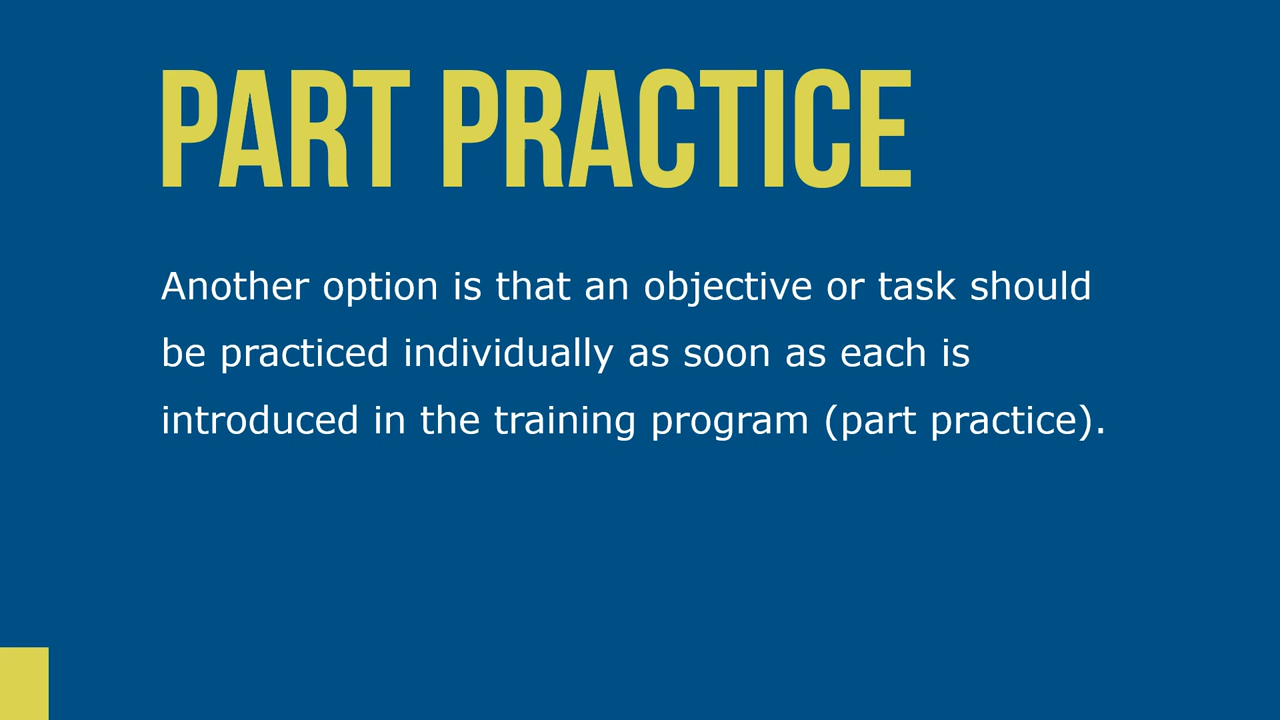 PART PRACTICE
Another option is that an objective or task should
be practiced individually as soon as each is
introduced in the training program (part practice).